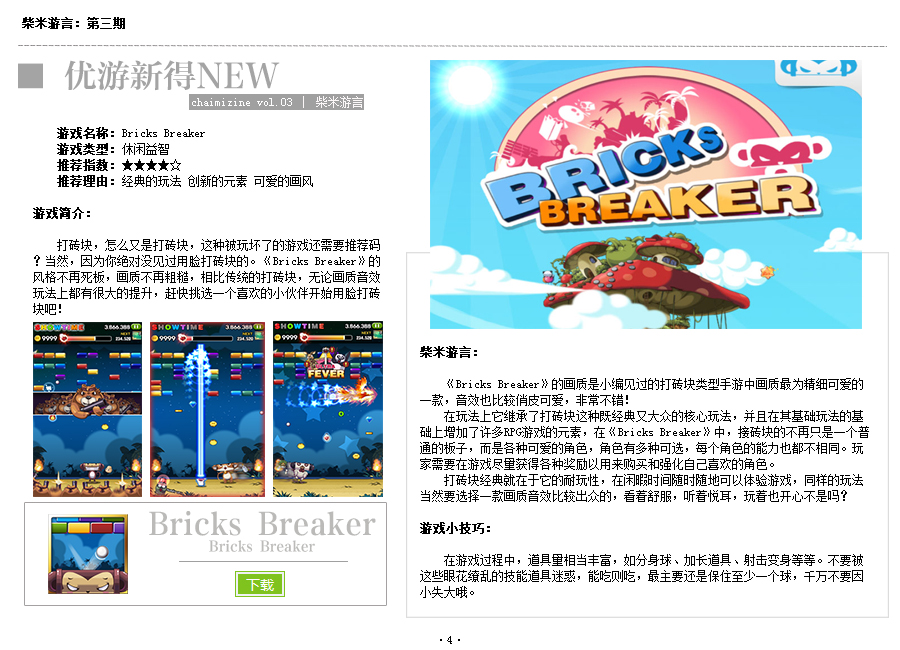 柴米游言：第三期
优游新得NEW
chaimizine vol.03 | 柴米游言
游戏名称：Bricks Breaker
游戏类型：休闲益智
推荐指数：★★★★☆
推荐理由：经典的玩法 创新的元素 可爱的画风
游戏简介：
打砖块，怎么又是打砖块，这种被玩坏了的游戏还需要推荐码
？当然，因为你绝对没见过用脸打砖块的。《Bricks Breaker》的
风格不再死板，画质不再粗糙，相比传统的打砖块，无论画质音效
玩法上都有很大的提升，赶快挑选一个喜欢的小伙伴开始用脸打砖
块吧！
SHOWTIME 3,866,388
9999 NEXT 234,528
SHOWTIME 3,866,388
9999 NEXT 234,528
SHOWTIME 3,866,388
9999 NEXT 234,528
FEVER
Bricks Breaker
Bricks Breaker
下载
BRICKS
BREAKER
柴米游言：
《Bricks Breaker》的画质是小编见过的打砖块类型手游中画质最为精细可爱的
一款，音效也比较俏皮可爱，非常不错！
在玩法上它继承了打砖块这种既经典又大众的核心玩法，并且在其基础玩法的基
础上增加了许多RPG游戏的元素，在《Bricks Breaker》中，接砖块的不再只是一个普
通的板子，而是各种可爱的角色，角色有多种可选，每个角色的能力也都不相同。玩
家需要在游戏尽量获得各种奖励以用来购买和强化自己喜欢的角色。
打砖块经典就在于它的耐玩性，在闲暇时间随时随地可以体验游戏，同样的玩法
当然要选择一款画质音效比较出众的，看着舒服，听着悦耳，玩着也开心不是吗？
游戏小技巧：
在游戏过程中，道具量相当丰富，如分身球、加长道具、射击变身等等。不要被
这些眼花缭乱的技能道具迷惑，能吃则吃，最主要还是保住至少一个球，千万不要因
小失大哦。
·4·